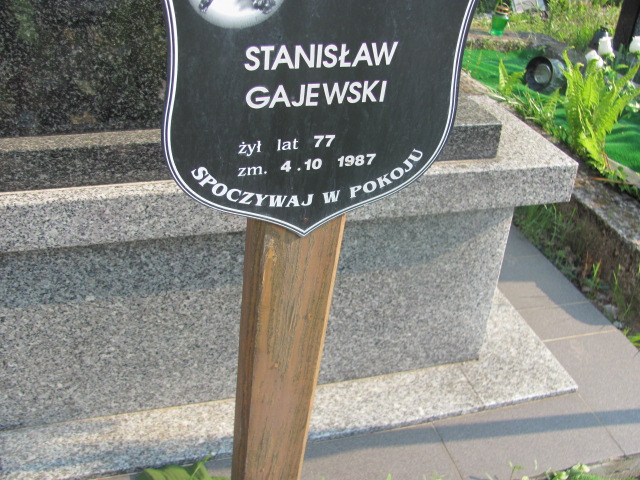 STANISŁAW
GAJEWSKI
żył lat 77
zm. 4.10 1987
SPOCZYWAJ W POKOJU